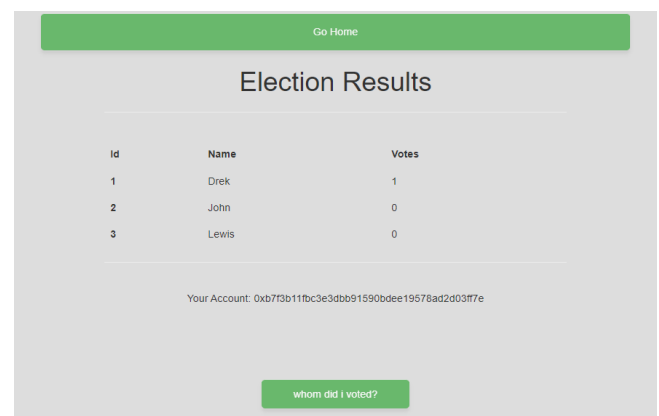 Go Home
Election Results
Id Name Votes
1 Drek 1
2 John 0
3 Lewis 0
Your Account: 0xb7f3b11fbc3e3dbb91590bdee19578ad2d03ff7e
whom did i voted?